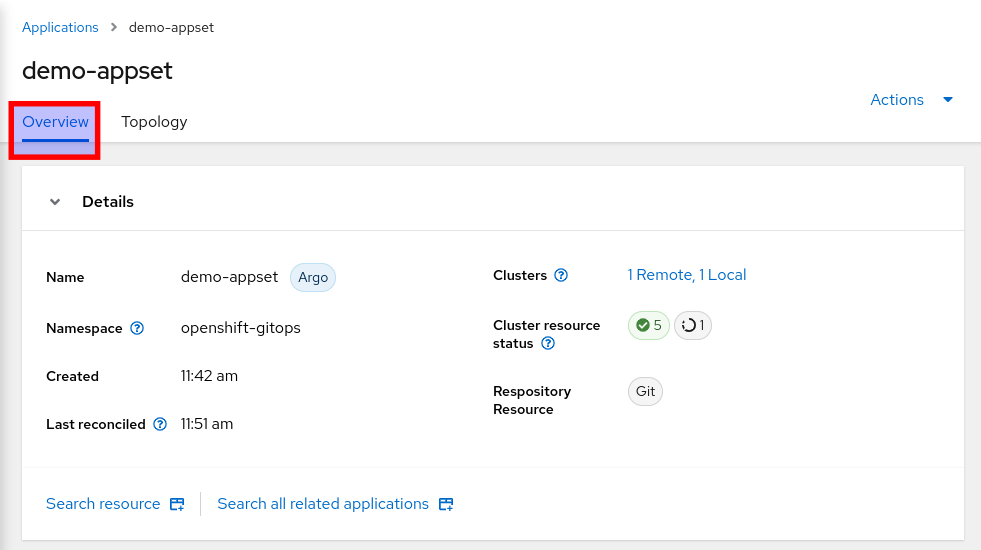 Applications > demo-appset
demo-appset
Actions
Overview Topology
Details
Name demo-appset Argo
Namespace openshift-gitops
Created 11:42 am
Last reconciled 11:51 am
Clusters 1 Remote, 1 Local
Cluster resource
status 5 1
Respository
Resource Git
Search resource Search all related applications